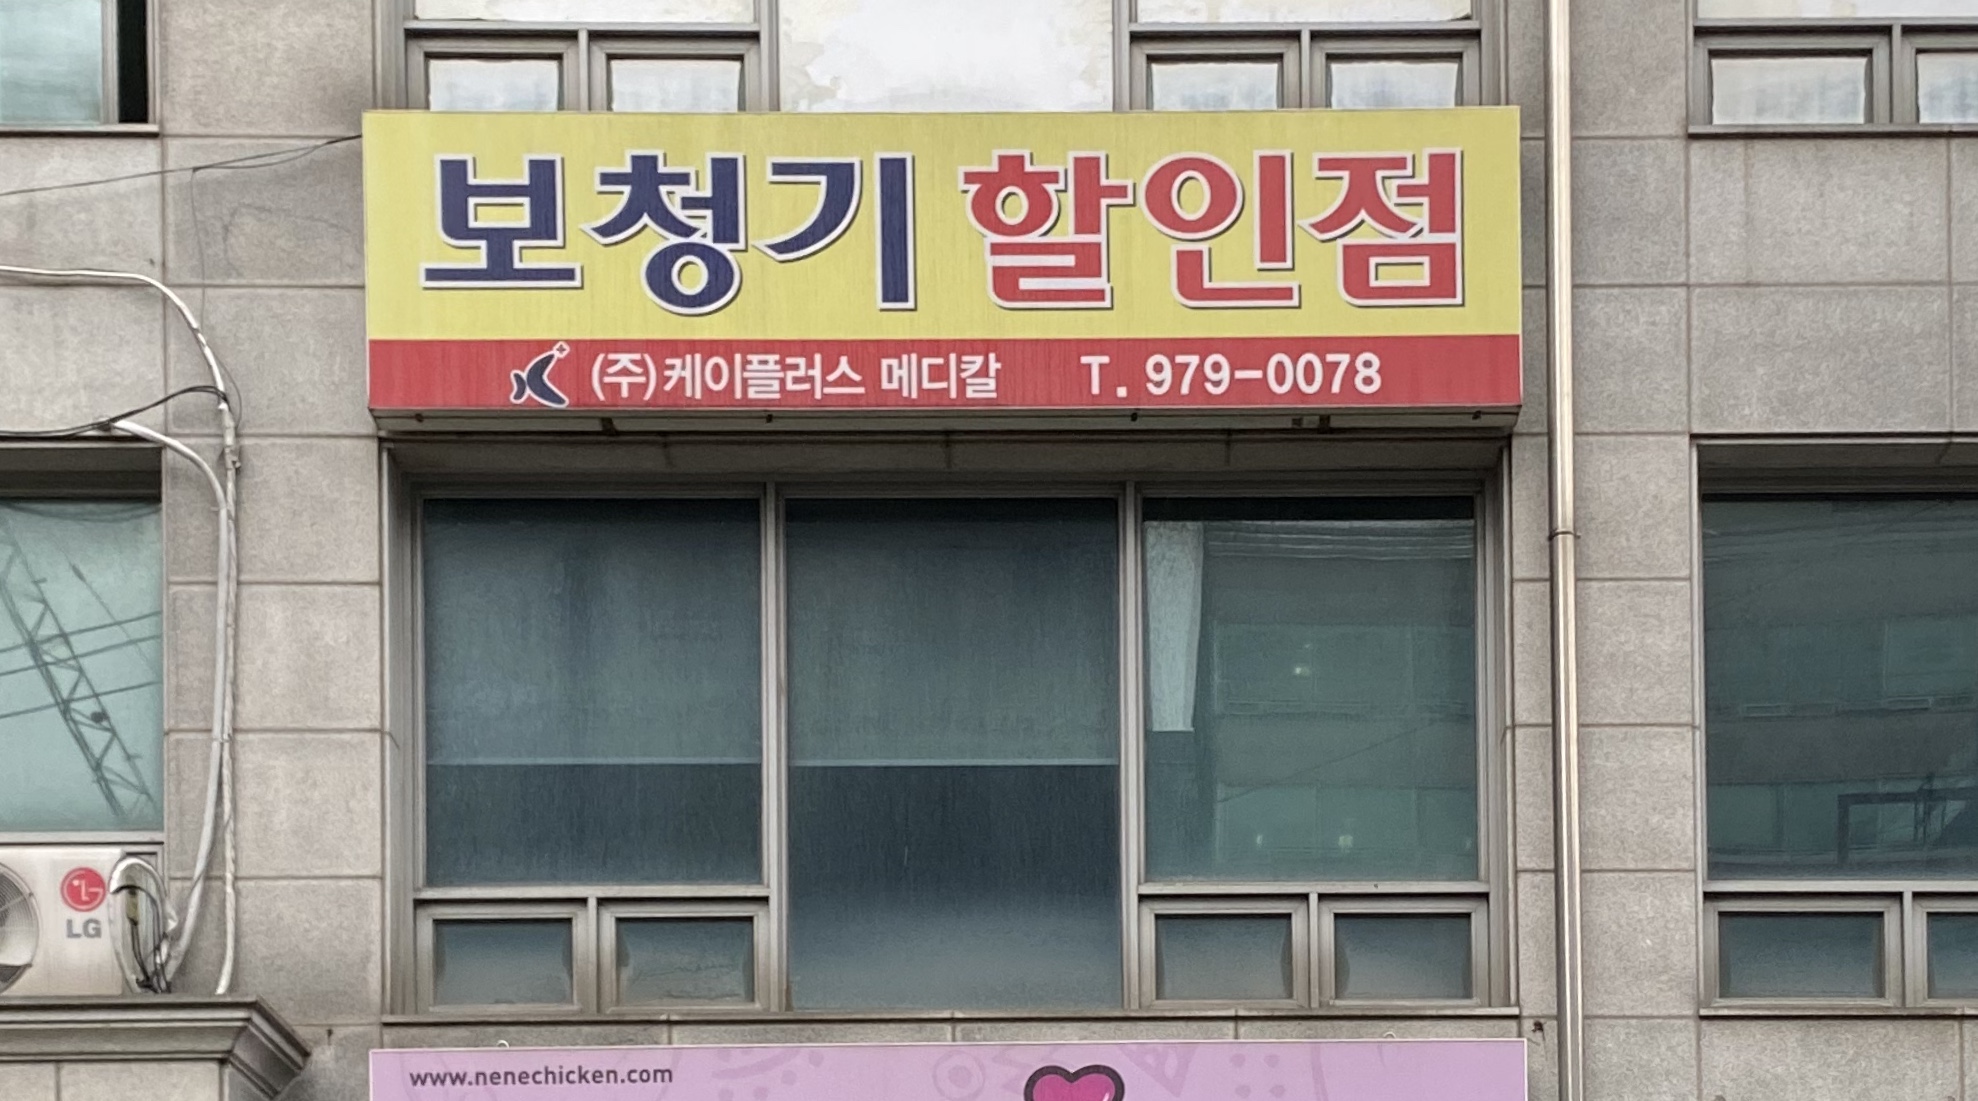 보청기 할인점
(주)케이플러스 메디칼 T. 979-0078
LG
www.nenechicken.com